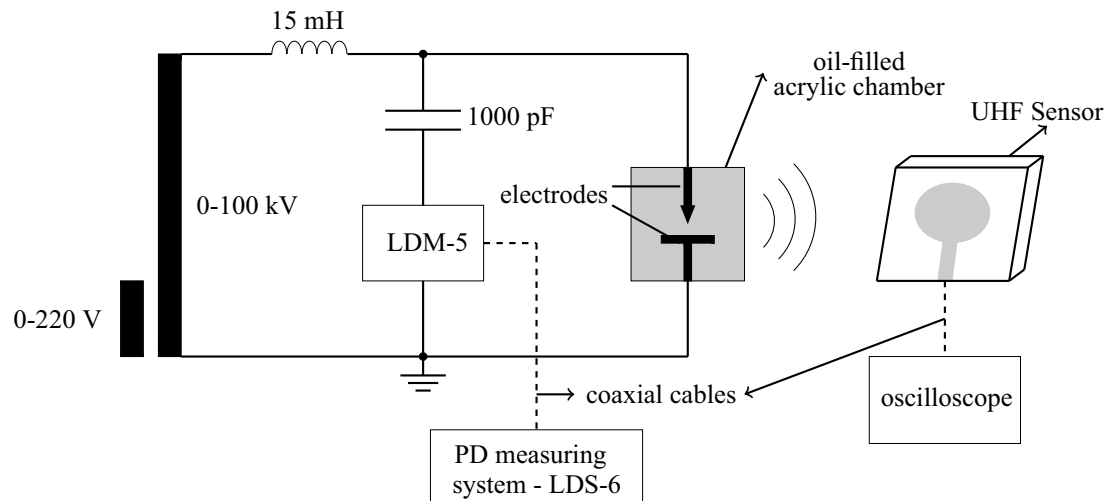 15 mH
oil-filled
acrylic chamber
UHF Sensor
1000 pF
electrodes
0-100 kV
LDM-5
0-220 V
coaxial cables
oscilloscope
PD measuring
system - LDS-6